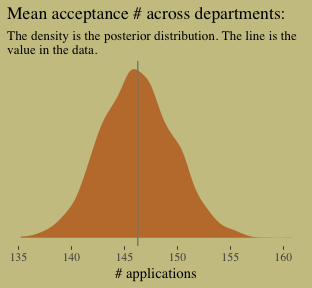 Mean acceptance # across departments:
The density is the posterior distribution. The line is the
value in the data.
135 140 145 150 155 160
# applications